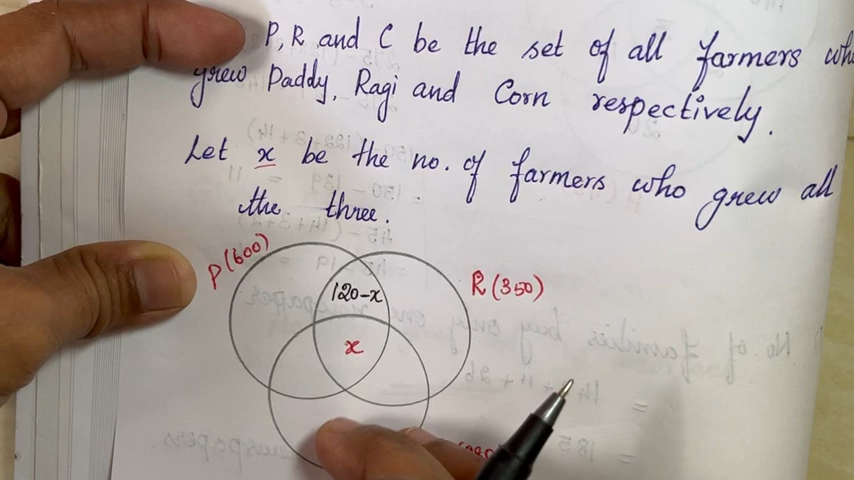 P, R and C be the set of all farmers who
grew Paddy, Ragi and Corn respectively.
Let x be the no. of farmers who grew all
the three.
P(600)
R(350)
120-x
x